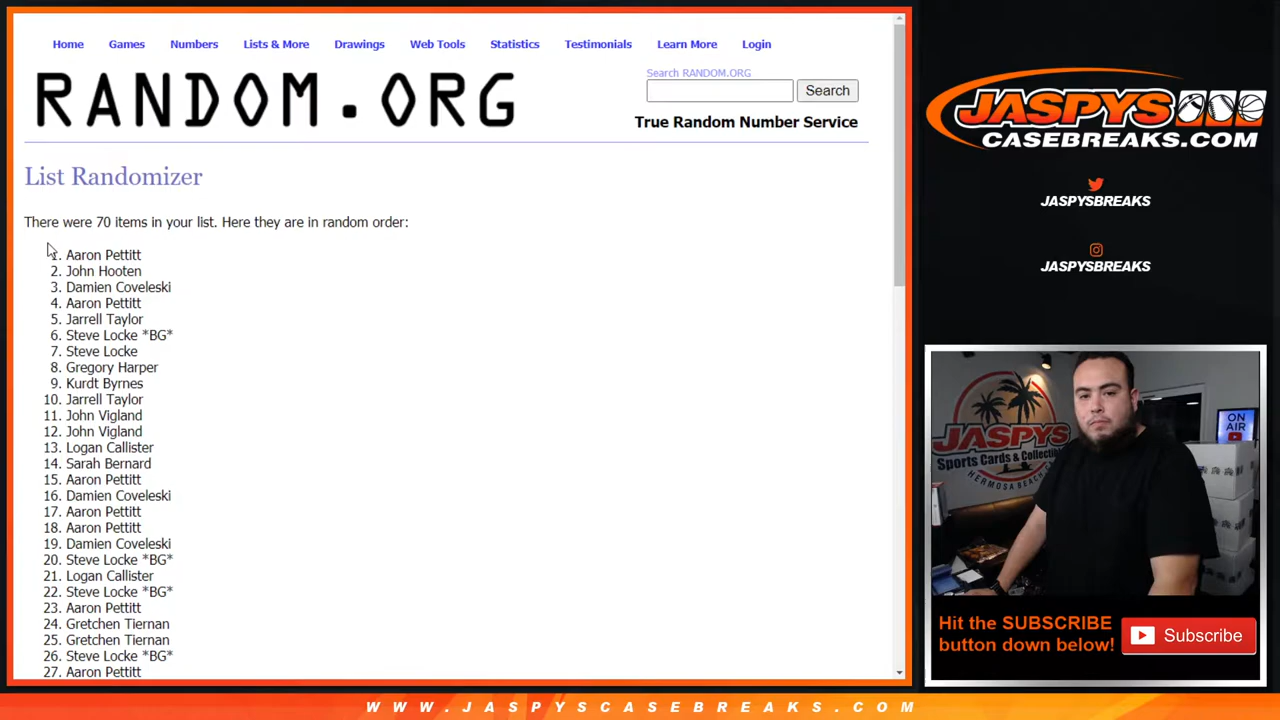 Home Games Numbers Lists & More Drawings Web Tools Statistics Testimonials Learn More Login
RANDOM.ORG
Search RANDOM.ORG
Search
True Random Number Service
List Randomizer
There were 70 items in your list. Here they are in random order:
1. Aaron Pettitt
2. John Hooten
3. Damien Coveleski
4. Aaron Pettitt
5. Jarrell Taylor
6. Steve Locke *BG*
7. Steve Locke
8. Gregory Harper
9. Kurdt Byrnes
10. Jarrell Taylor
11. John Vigland
12. John Vigland
13. Logan Callister
14. Sarah Bernard
15. Aaron Pettitt
16. Damien Coveleski
17. Aaron Pettitt
18. Aaron Pettitt
19. Damien Coveleski
20. Steve Locke *BG*
21. Logan Callister
22. Steve Locke *BG*
23. Aaron Pettitt
24. Gretchen Tiernan
25. Gretchen Tiernan
26. Steve Locke *BG*
27. Aaron Pettitt
JASPYS
CASEBREAKS.COM
JASPYSBREAKS
JASPYSBREAKS
JASPYS
Sports Cards & Collectib
HERMOSA BEACH
ON
AIR
Hit the SUBSCRIBE
button down below!
Subscribe
WWW.JASPYSCASEBREAKS.COM